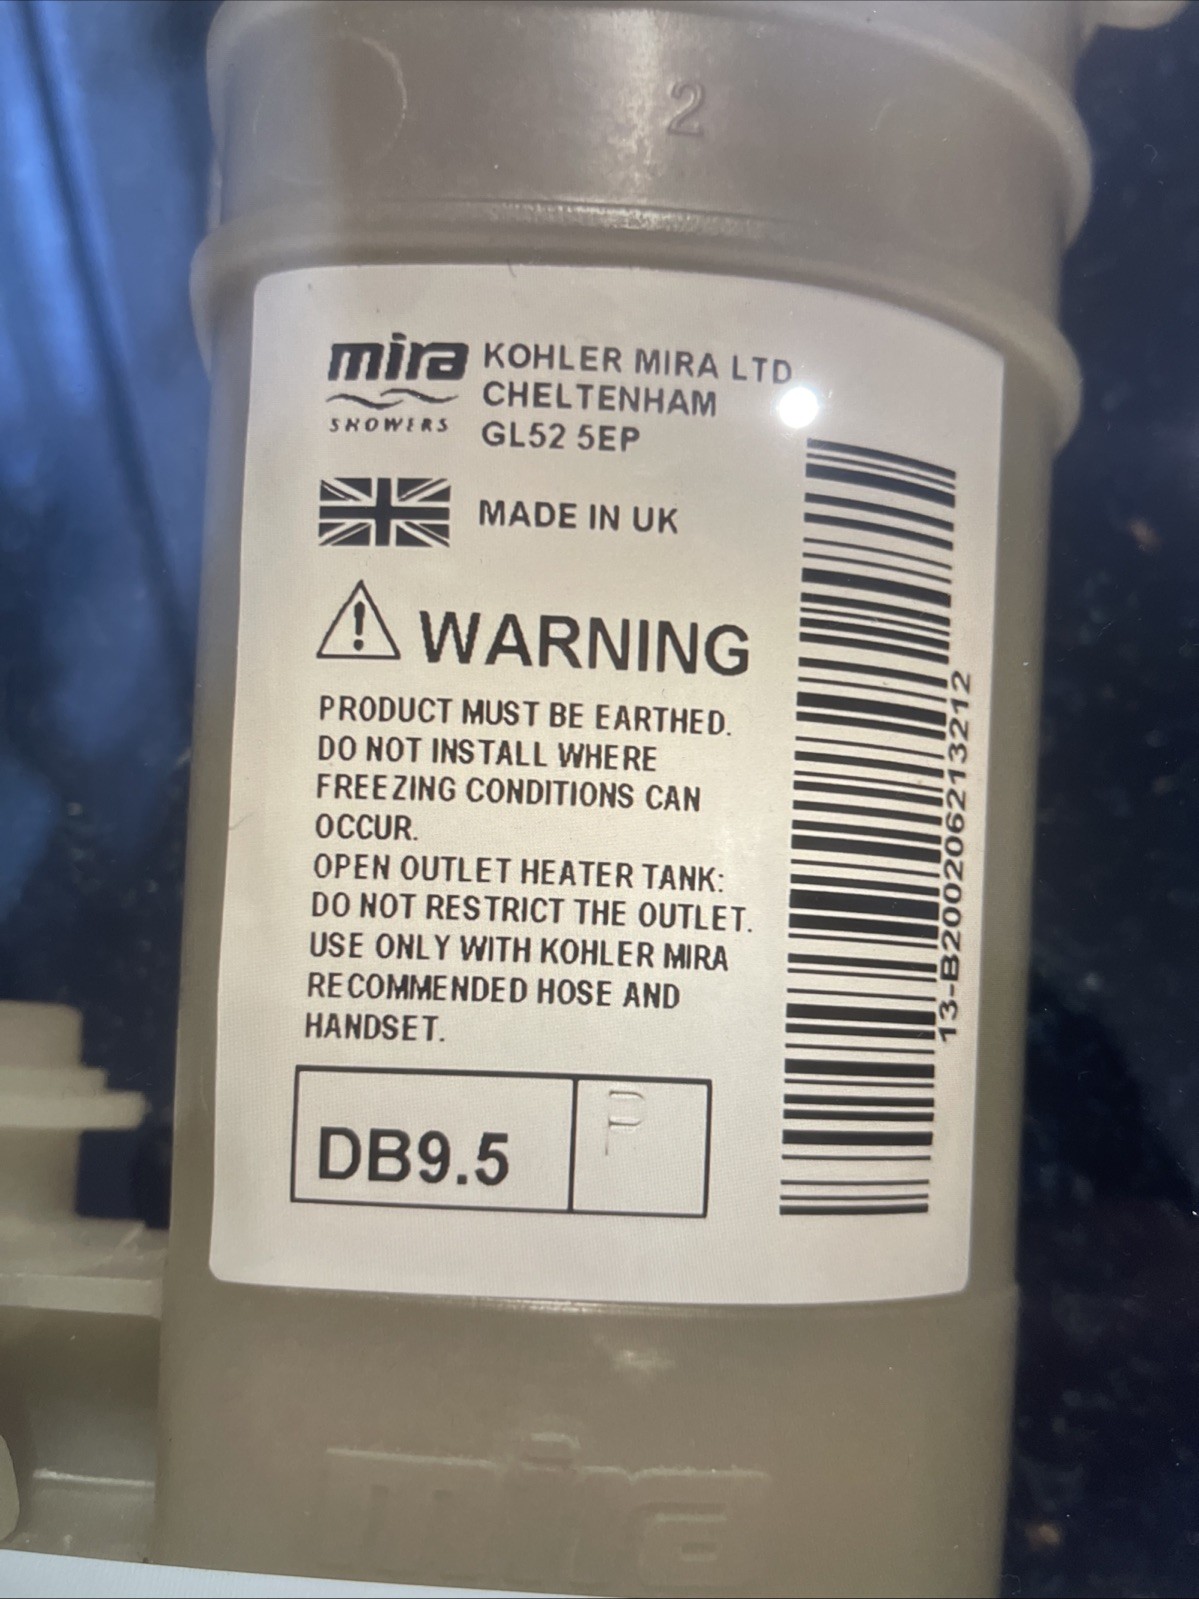 2
mira
SHOWERS
KOHLER MIRA LTD
CHELTENHAM
GL52 5EP
MADE IN UK
WARNING
PRODUCT MUST BE EARTHED.
DO NOT INSTALL WHERE
FREEZING CONDITIONS CAN
OCCUR.
OPEN OUTLET HEATER TANK:
DO NOT RESTRICT THE OUTLET.
USE ONLY WITH KOHLER MIRA
RECOMMENDED HOSE AND
HANDSET.
DB9.5
P
13-B200206213212
mira